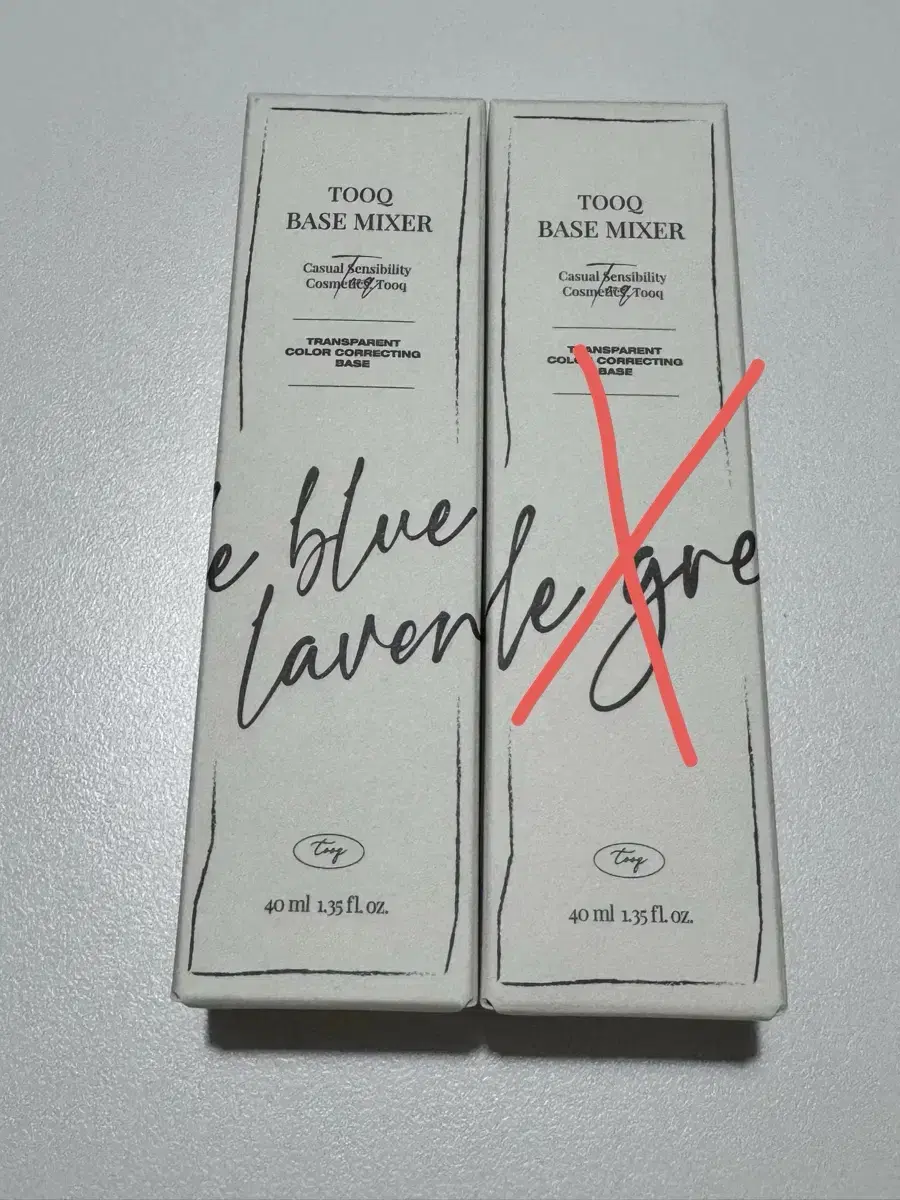 TOOQ
BASE MIXER
Casual Sensibility
Cosmetics, Tooq
Tooq
TRANSPARENT
COLOR CORRECTING
BASE
e blue
laven
tooq
40 ml 1.35 fl. oz.
TOOQ
BASE MIXER
Casual Sensibility
Cosmetics, Tooq
Tooq
TRANSPARENT
COLOR CORRECTING
BASE
le gre
tooq
40 ml 1.35 fl. oz.